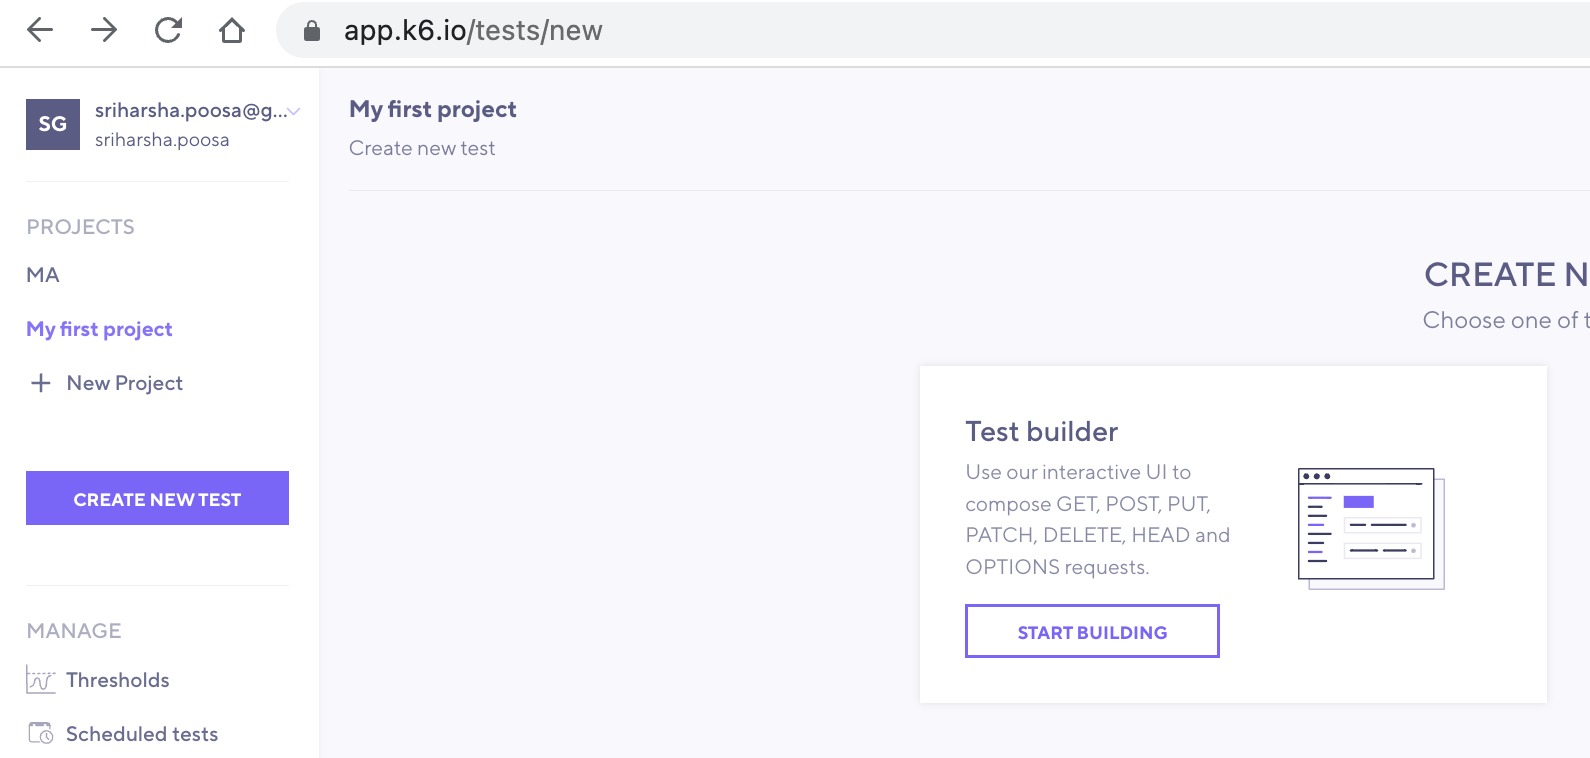 app.k6.io/tests/new
SG
sriharsha.poosa@g...
sriharsha.poosa
PROJECTS
MA
My first project
New Project
CREATE NEW TEST
MANAGE
Thresholds
Scheduled tests
My first project
Create new test
CREATE N
Choose one of t
Test builder
Use our interactive UI to
compose GET, POST, PUT,
PATCH, DELETE, HEAD and
OPTIONS requests.
START BUILDING